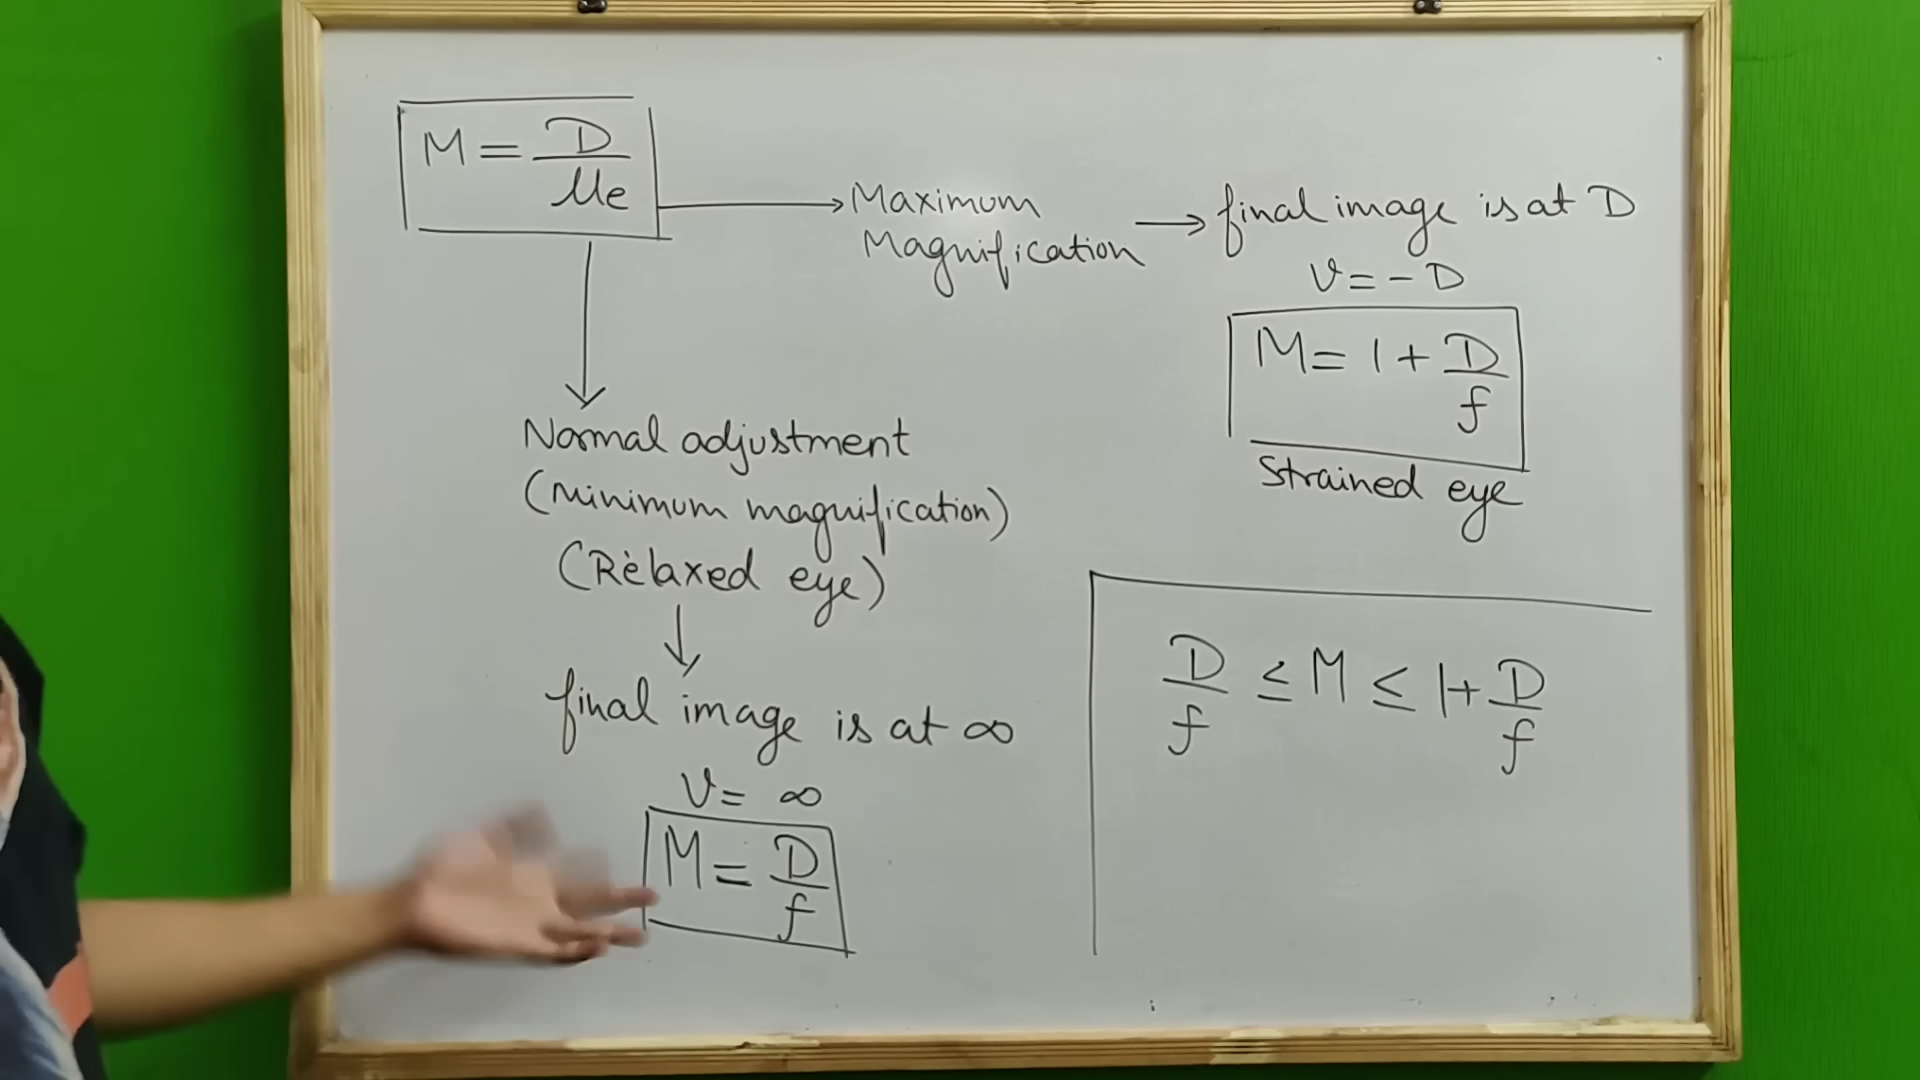 M = D/μe
Maximum
Magnification → final image is at D
v = - D
M = 1 + D/f
Strained eye
Normal adjustment
(Minimum magnification)
(Relaxed eye)
final image is at ∞
v = ∞
M = D/f
D/f ≤ M ≤ 1+ D/f